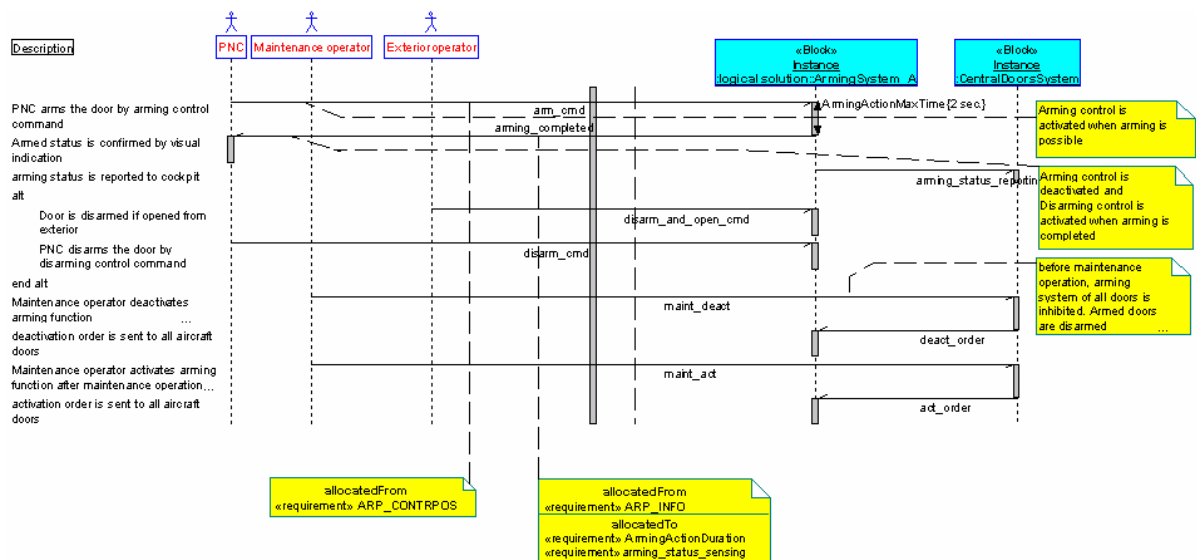 Description
PNC
Maintenance operator
Exterior operator
«Block»
Instance
:logical solution::ArmingSystem_A
«Block»
Instance
:CentralDoorsSystem
PNC arms the door by arming control
command
arm_cmd
ArmingActionMaxTime{2 sec.}
Arming control is
activated when arming is
possible
Armed status is confirmed by visual
indication
arming_completed
arming status is reported to cockpit
arming_status_reportin
Arming control is
deactivated and
Disarming control is
activated when arming is
completed
alt
Door is disarmed if opened from
exterior
disarm_and_open_cmd
PNC disarms the door by
disarming control command
disarm_cmd
end alt
before maintenance
operation, arming
system of all doors is
inhibited. Armed doors
are disarmed ...
Maintenance operator deactivates
arming function ...
maint_deact
deactivation order is sent to all aircraft
doors
deact_order
Maintenance operator activates arming
function after maintenance operation...
maint_act
activation order is sent to all aircraft
doors
act_order
allocatedFrom
«requirement» ARP_CONTRPOS
allocatedFrom
«requirement» ARP_INFO
allocatedTo
«requirement» ArmingActionDuration
«requirement» arming_status_sensing